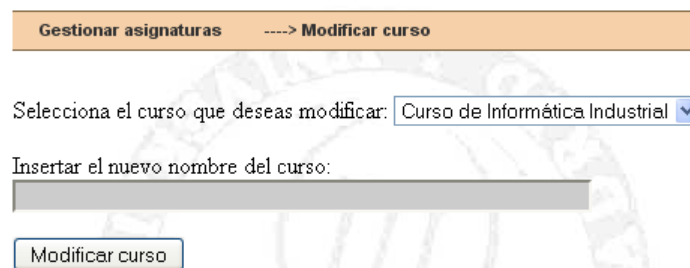 Gestionar asignaturas ----> Modificar curso
Selecciona el curso que deseas modificar: Curso de Informática Industrial
Insertar el nuevo nombre del curso:
Modificar curso